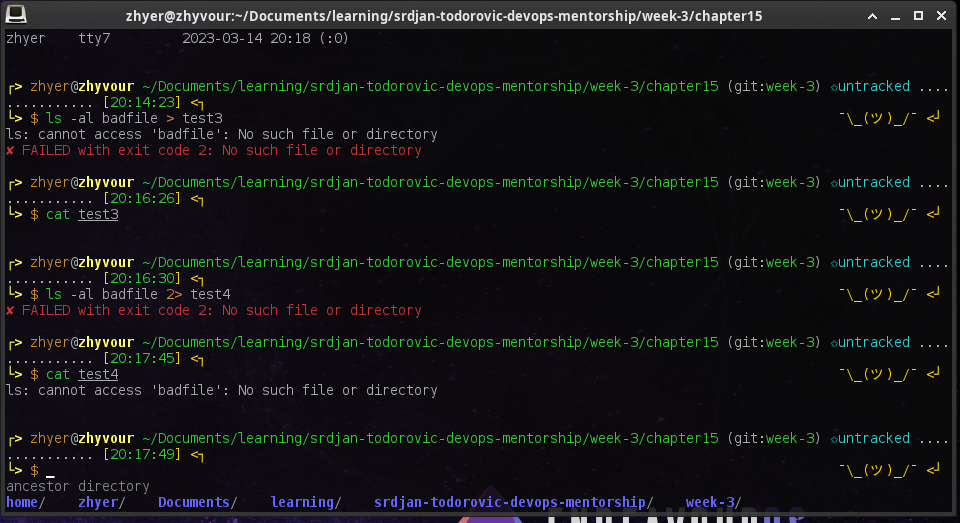 zhyer@zhyvour:~/Documents/learning/srdjan-todorovic-devops-mentorship/week-3/chapter15
zhyer    tty7         2023-03-14 20:18 (:0)
┌> zhyer@zhyvour ~/Documents/learning/srdjan-todorovic-devops-mentorship/week-3/chapter15 (git:week-3) ✩untracked ....
........... [20:14:23] <┐
└> $ ls -al badfile > test3 ¯\_(ツ)_/¯ <┘
ls: cannot access 'badfile': No such file or directory
✘ FAILED with exit code 2: No such file or directory
┌> zhyer@zhyvour ~/Documents/learning/srdjan-todorovic-devops-mentorship/week-3/chapter15 (git:week-3) ✩untracked ....
........... [20:16:26] <┐
└> $ cat test3 ¯\_(ツ)_/¯ <┘
┌> zhyer@zhyvour ~/Documents/learning/srdjan-todorovic-devops-mentorship/week-3/chapter15 (git:week-3) ✩untracked ....
........... [20:16:30] <┐
└> $ ls -al badfile 2> test4 ¯\_(ツ)_/¯ <┘
✘ FAILED with exit code 2: No such file or directory
┌> zhyer@zhyvour ~/Documents/learning/srdjan-todorovic-devops-mentorship/week-3/chapter15 (git:week-3) ✩untracked ....
........... [20:17:45] <┐
└> $ cat test4 ¯\_(ツ)_/¯ <┘
ls: cannot access 'badfile': No such file or directory
┌> zhyer@zhyvour ~/Documents/learning/srdjan-todorovic-devops-mentorship/week-3/chapter15 (git:week-3) ✩untracked ....
........... [20:17:49] <┐
└> $ _ ¯\_(ツ)_/¯ <┘
ancestor directory
home/    zhyer/    Documents/    learning/    srdjan-todorovic-devops-mentorship/    week-3/